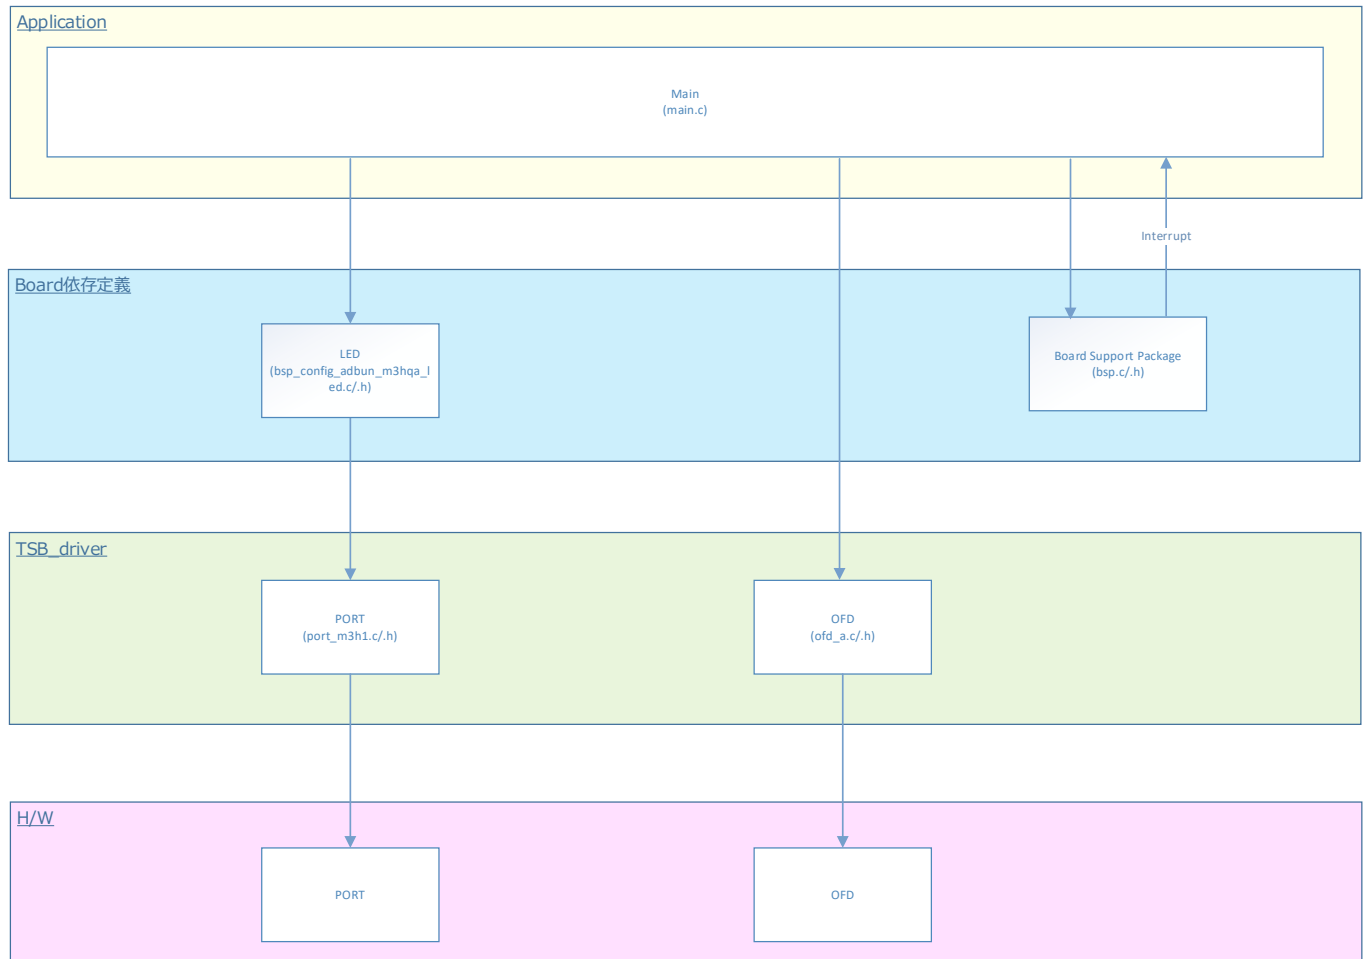 Application
Main
(main.c)
Interrupt
Board依存定義
LED
(bsp_config_adbun_m3hqa_l
ed.c/.h)
Board Support Package
(bsp.c/.h)
TSB_driver
PORT
(port_m3h1.c/.h)
OFD
(ofd_a.c/.h)
H/W
PORT
OFD